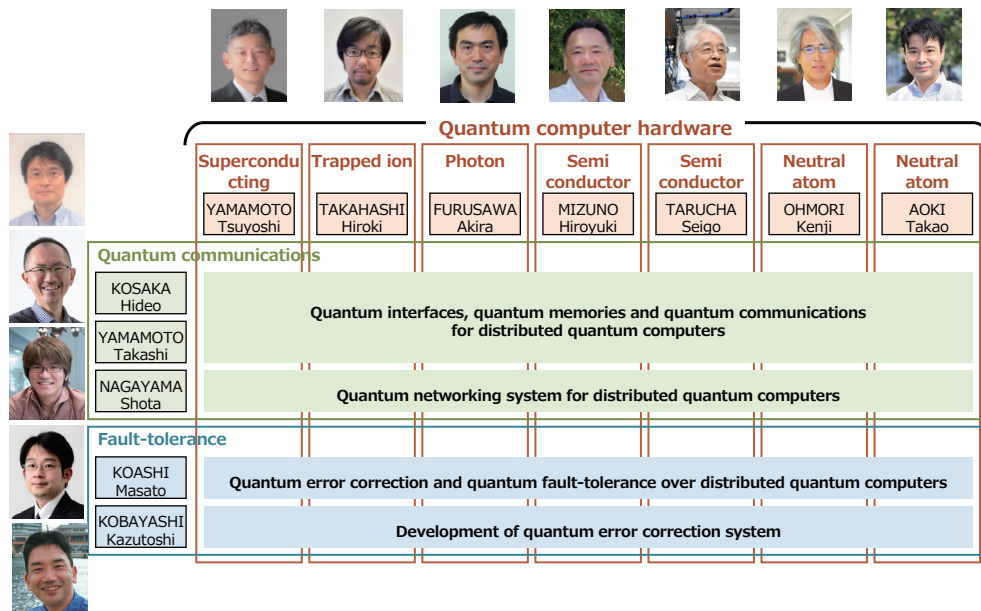 Quantum computer hardware
Supercondu
cting
YAMAMOTO
Tsuyoshi
Trapped ion
TAKAHASHI
Hiroki
Photon
FURUSAWA
Akira
Semi
conductor
MIZUNO
Hiroyuki
Semi
conductor
TARUCHA
Seigo
Neutral
atom
OHMORI
Kenji
Neutral
atom
AOKI
Takao
Quantum communications
KOSAKA
Hideo
YAMAMOTO
Takashi
Quantum interfaces, quantum memories and quantum communications
for distributed quantum computers
NAGAYAMA
Shota
Quantum networking system for distributed quantum computers
Fault-tolerance
KOASHI
Masato
Quantum error correction and quantum fault-tolerance over distributed quantum computers
KOBAYASHI
Kazutoshi
Development of quantum error correction system